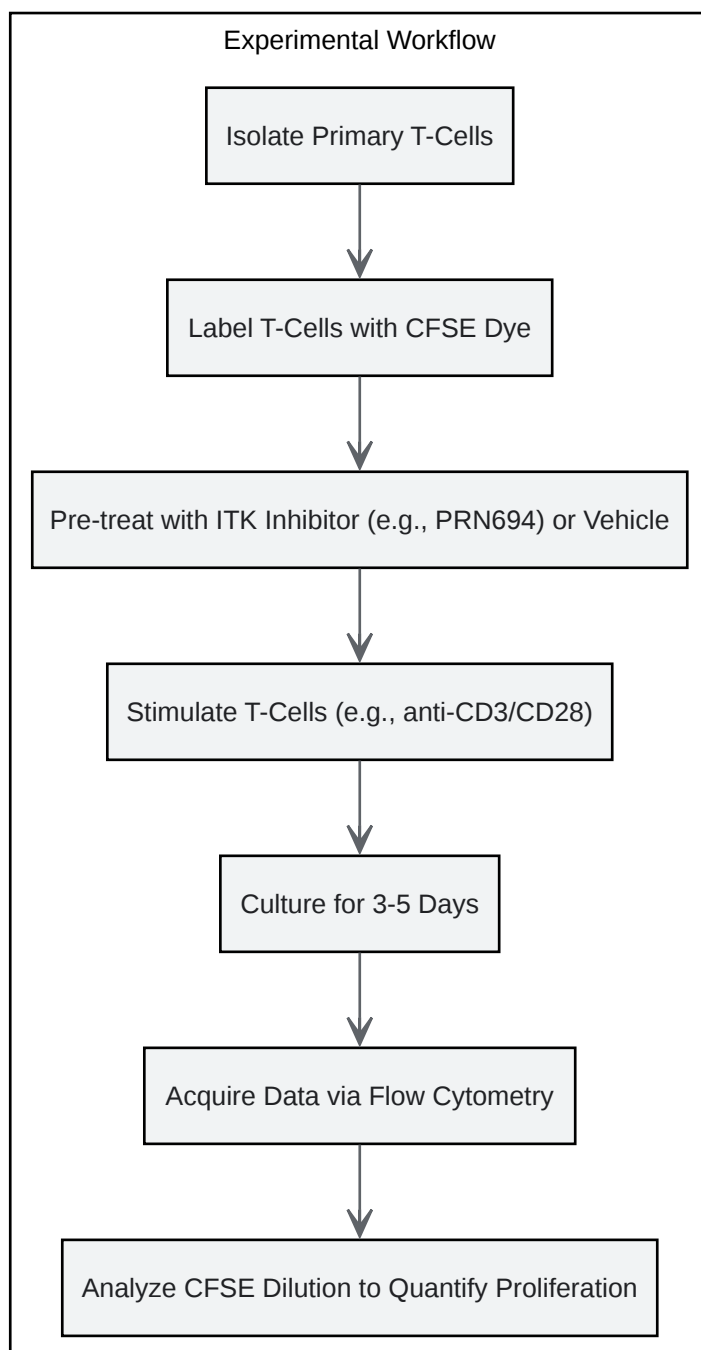 Experimental Workflow
Isolate Primary T-Cells
Label T-Cells with CFSE Dye
Pre-treat with ITK Inhibitor (e.g., PRN694) or Vehicle
Stimulate T-Cells (e.g., anti-CD3/CD28)
Culture for 3-5 Days
Acquire Data via Flow Cytometry
Analyze CFSE Dilution to Quantify Proliferation